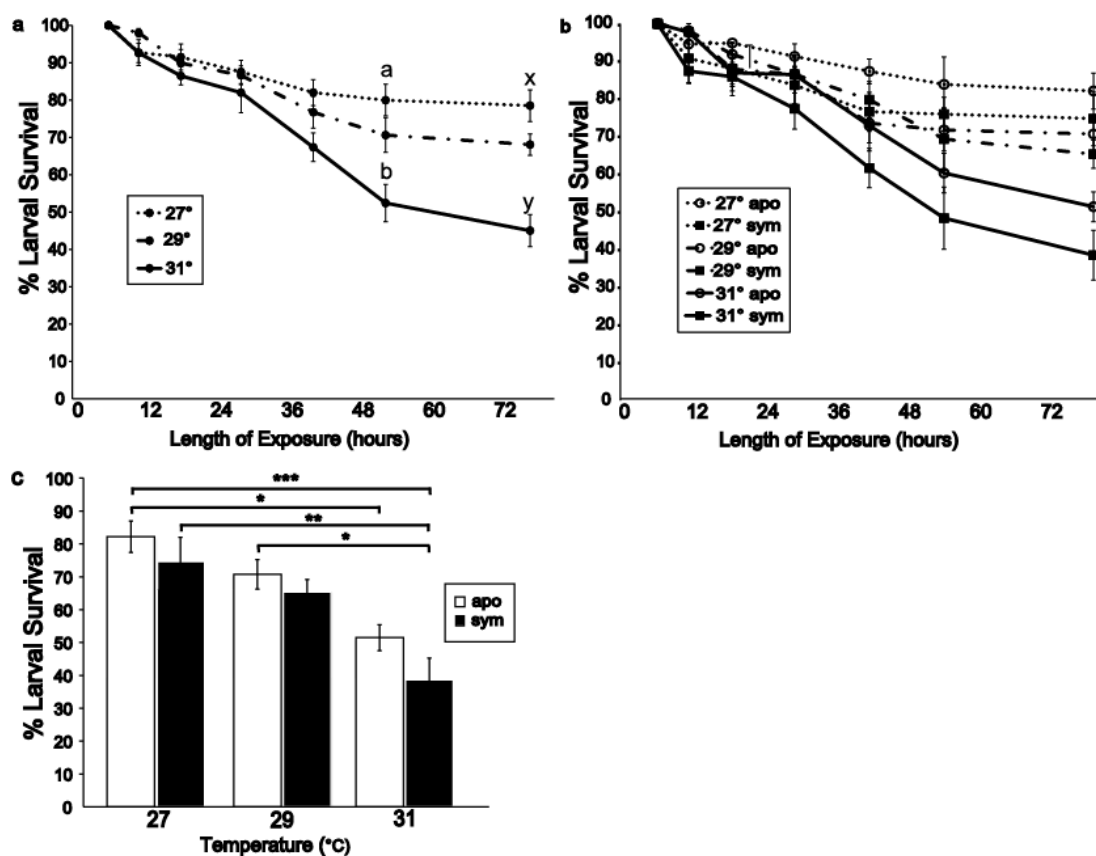 a
% Larval Survival
100
90
80
70
60
50
40
30
20
10
0
a
x
b
y
27°
29°
31°
0 12 24 36 48 60 72
Length of Exposure (hours)
b
% Larval Survival
100
90
80
70
60
50
40
30
20
10
0
27° apo
27° sym
29° apo
29° sym
31° apo
31° sym
0 12 24 36 48 60 72
Length of Exposure (hours)
c
% Larval Survival
100
90
80
70
60
50
40
30
20
10
0
***
*
**
*
apo
sym
27 29 31
Temperature (°C)